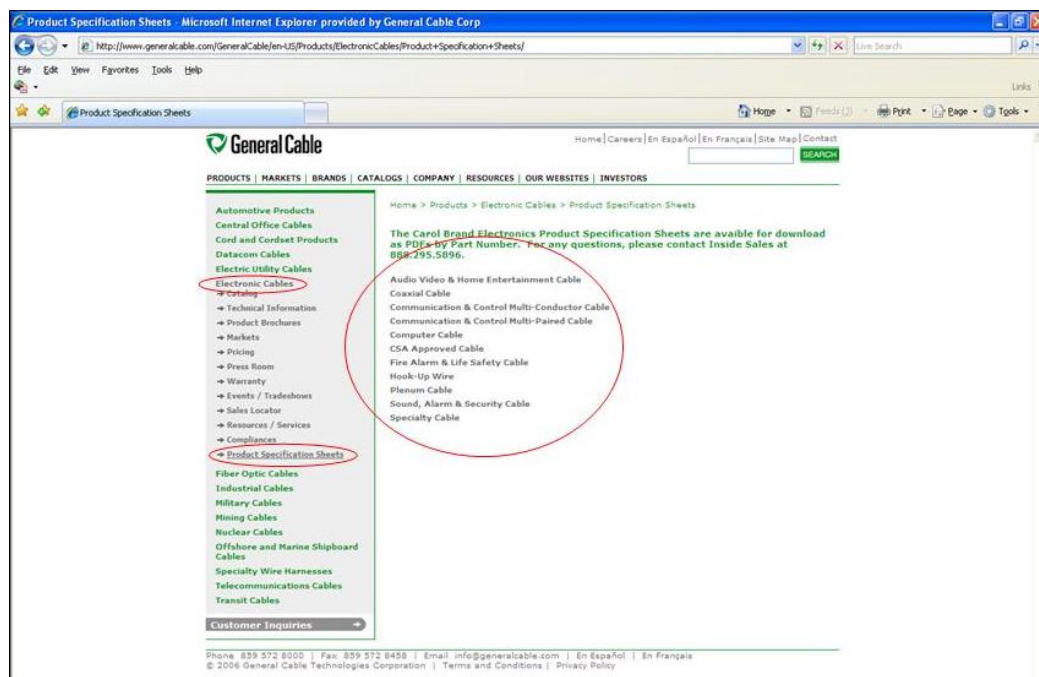 Product Specification Sheets - Microsoft Internet Explorer provided by General Cable Corp
http://www.generalcable.com/GeneralCable/en-US/Products/ElectronicCables/Product+Specification+Sheets/
Live Search
File Edit View Favorites Tools Help
Links
Product Specification Sheets
Home Feeds (J) Print Page Tools
General Cable
Home|Careers|En Español|En Français|Site Map|Contact
SEARCH
PRODUCTS | MARKETS | BRANDS | CATALOGS | COMPANY | RESOURCES | OUR WEBSITES | INVESTORS
Automotive Products
Central Office Cables
Cord and Cordset Products
Datacom Cables
Electric Utility Cables
Electronic Cables
Catalog
Technical Information
Product Brochures
Markets
Pricing
Press Room
Warranty
Events / Tradeshows
Sales Locator
Resources / Services
Compliances
Product Specification Sheets
Fiber Optic Cables
Industrial Cables
Military Cables
Mining Cables
Nuclear Cables
Offshore and Marine Shipboard
Cables
Specialty Wire Harnesses
Telecommunications Cables
Transit Cables
Customer Inquiries
Home > Products > Electronic Cables > Product Specification Sheets
The Carol Brand Electronics Product Specification Sheets are avaible for download
as PDFs by Part Number. For any questions, please contact Inside Sales at
888.295.5896.
Audio Video & Home Entertainment Cable
Coaxial Cable
Communication & Control Multi-Conductor Cable
Communication & Control Multi-Paired Cable
Computer Cable
CSA Approved Cable
Fire Alarm & Life Safety Cable
Hook-Up Wire
Plenum Cable
Sound, Alarm & Security Cable
Specialty Cable
Phone 859 572 8000 | Fax 859 572 8458 | Email info@generalcable.com | En Español | En Français
© 2006 General Cable Technologies Corporation | Terms and Conditions | Privacy Policy